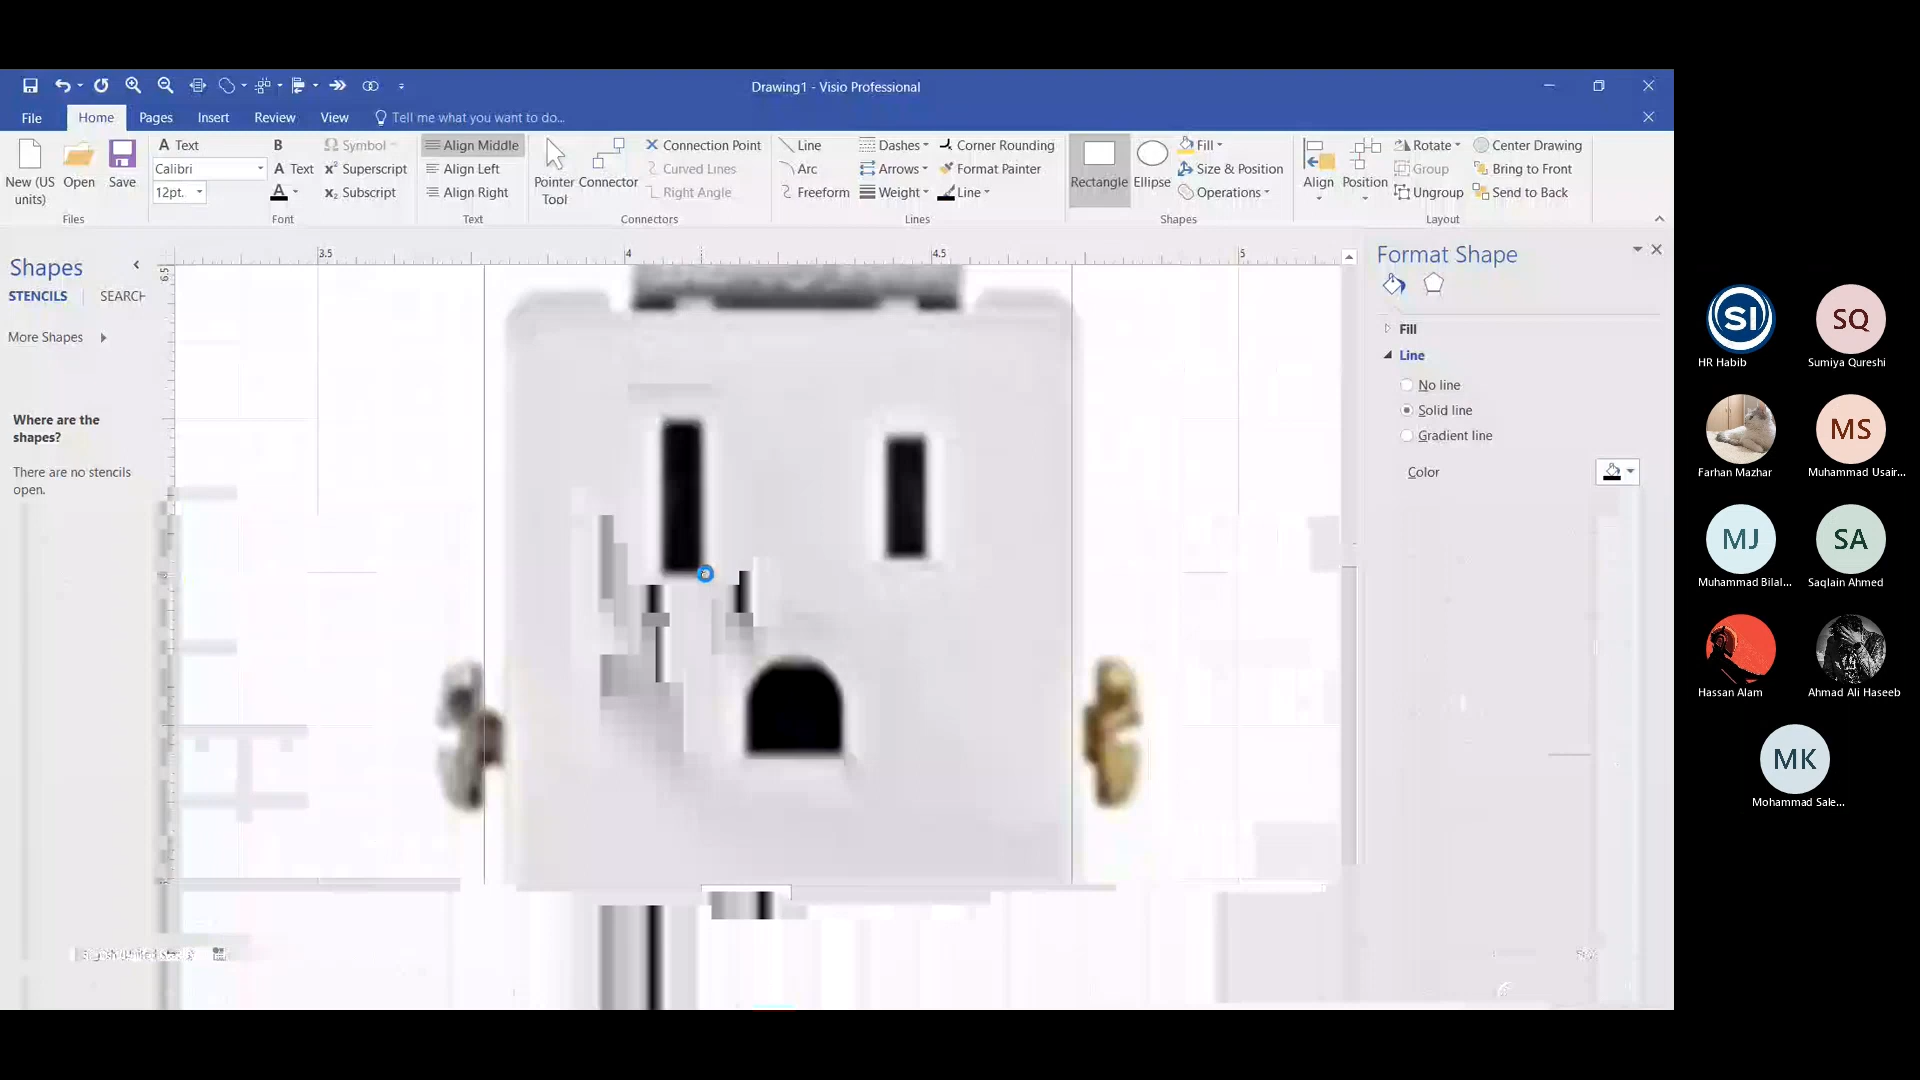 Drawing1 - Visio Professional
File Home Pages Insert Review View Tell me what you want to do...
A Text B Symbol Align Middle Connection Point Line Dashes Corner Rounding Fill Rotate Center Drawing
Calibri A Text x² Superscript Align Left Curved Lines Arc Arrows Format Painter Size & Position Group Bring to Front
New (US units) Open Save 12pt. A x₂ Subscript Align Right Pointer Tool Connector Right Angle Freeform Weight Line Rectangle Ellipse Operations Align Position Ungroup Send to Back
Files Font Text Connectors Lines Shapes Layout
Shapes
STENCILS SEARCH
More Shapes
Where are the
shapes?
There are no stencils
open.
3.5 4 4.5 5
6.5
Format Shape
Fill
Line
No line
Solid line
Gradient line
Color
SI SQ
HR Habib Sumiya Qureshi
MS
Farhan Mazhar Muhammad Usair...
MJ SA
Muhammad Bilal... Saqlain Ahmed
Hassan Alam Ahmad Ali Haseeb
MK
Mohammad Sale...